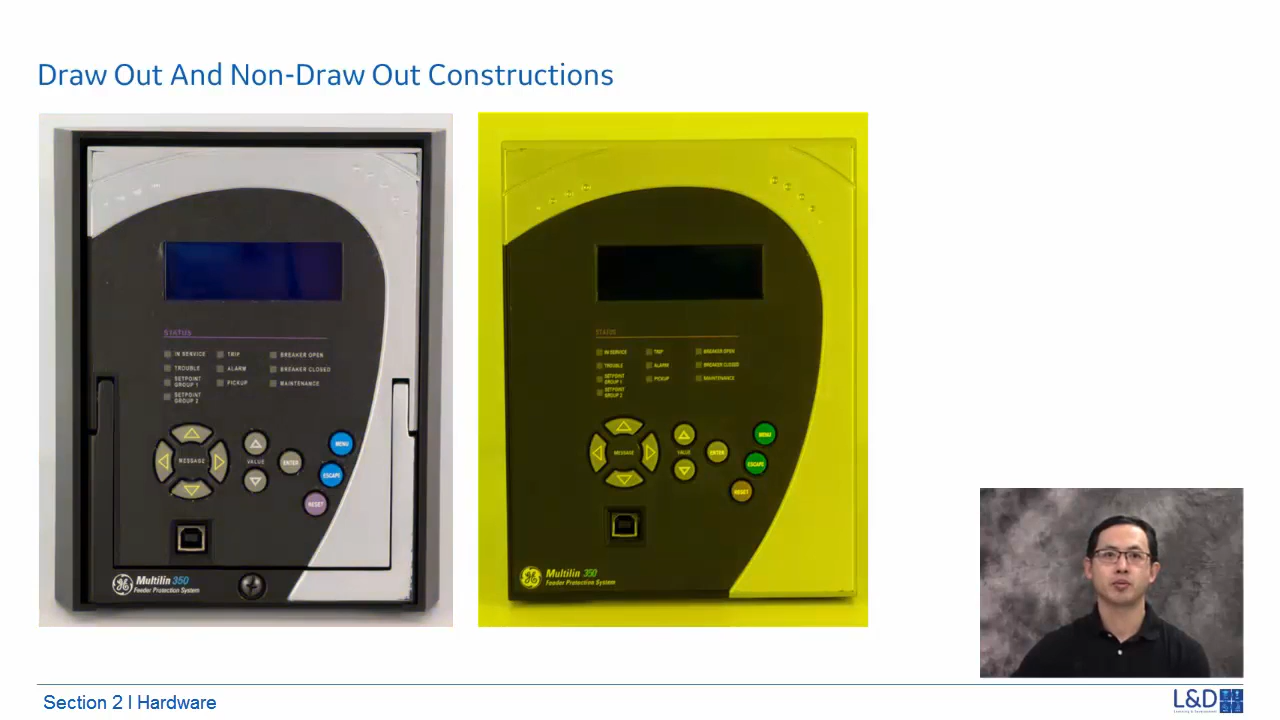 Draw Out And Non-Draw Out Constructions
STATUS
IN SERVICE
TRIP
BREAKER OPEN
TROUBLE
ALARM
BREAKER CLOSED
SETPOINT
GROUP 1
PICKUP
MAINTENANCE
SETPOINT
GROUP 2
MESSAGE
VALUE
ENTER
MENU
ESCAPE
RESET
GE
Multilin 350
Feeder Protection System
STATUS
IN SERVICE
TRIP
BREAKER OPEN
TROUBLE
ALARM
BREAKER CLOSED
SETPOINT
GROUP 1
PICKUP
MAINTENANCE
SETPOINT
GROUP 2
MESSAGE
VALUE
ENTER
MENU
ESCAPE
RESET
GE
Multilin 350
Feeder Protection System
Section 2 I Hardware
L&D